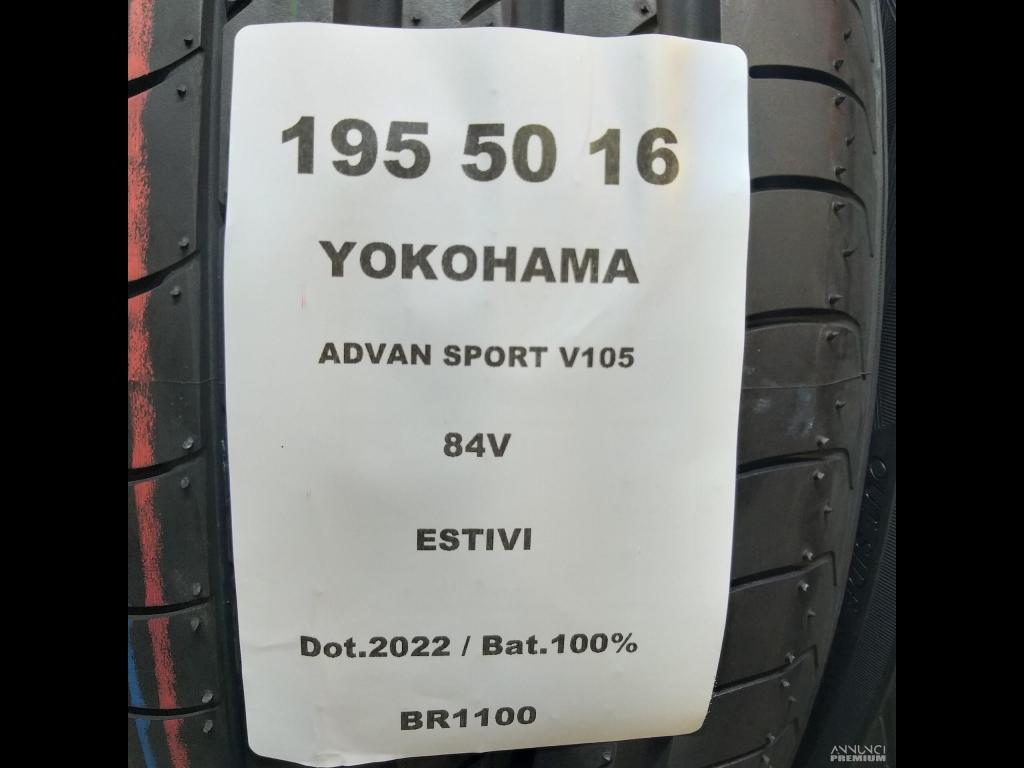 195 50 16
YOKOHAMA
ADVAN SPORT V105
84V
ESTIVI
Dot.2022 / Bat.100%
BR1100
ANNUNCI
PREMIUM